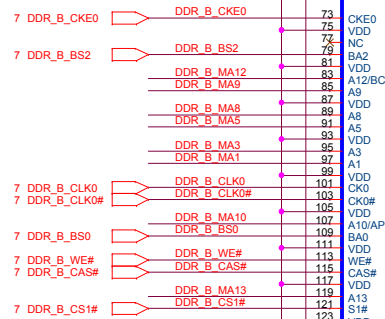 7 DDR_B_CKE0 DDR_B_CKE0 73 CKE0
75 VDD
77 NC
7 DDR_B_BS2 DDR_B_BS2 79 BA2
81 VDD
DDR_B_MA12 83 A12/BC
DDR_B_MA9 85 A9
87 VDD
DDR_B_MA8 89 A8
DDR_B_MA5 91 A5
93 VDD
DDR_B_MA3 95 A3
DDR_B_MA1 97 A1
99 VDD
7 DDR_B_CLK0 DDR_B_CLK0 101 CK0
7 DDR_B_CLK0# DDR_B_CLK0# 103 CK0#
105 VDD
DDR_B_MA10 107 A10/AP
7 DDR_B_BS0 DDR_B_BS0 109 BA0
111 VDD
7 DDR_B_WE# DDR_B_WE# 113 WE#
7 DDR_B_CAS# DDR_B_CAS# 115 CAS#
117 VDD
DDR_B_MA13 119 A13
7 DDR_B_CS1# DDR_B_CS1# 121 S1#
123